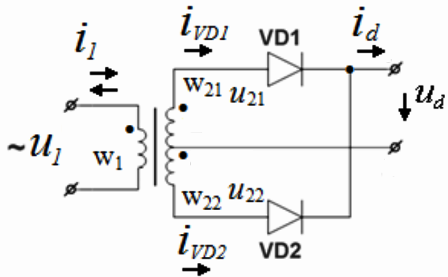 i1 iVD1 VD1 id
w21 u21
~u1 w1 ud
w22 u22
iVD2 VD2